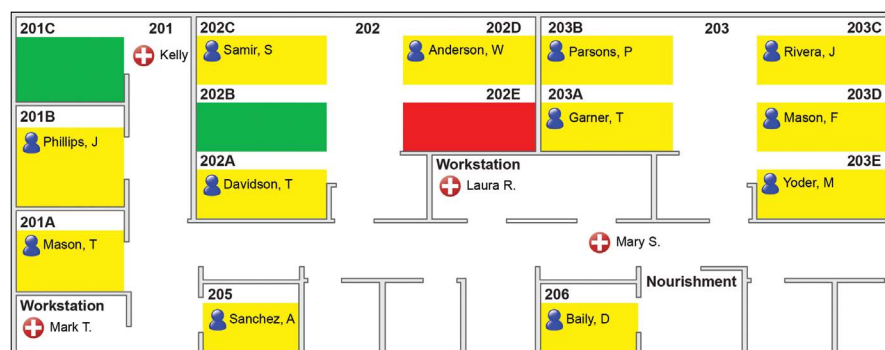 201C
201
Kelly
202C
202
202D
203B
203
203C
Samir, S
Anderson, W
Parsons, P
Rivera, J
202B
202E
203A
203D
201B
Garner, T
Mason, F
Phillips, J
202A
Workstation
203E
Davidson, T
Laura R.
Yoder, M
201A
Mason, T
Mary S.
Nourishment
Workstation
205
206
Mark T.
Sanchez, A
Baily, D